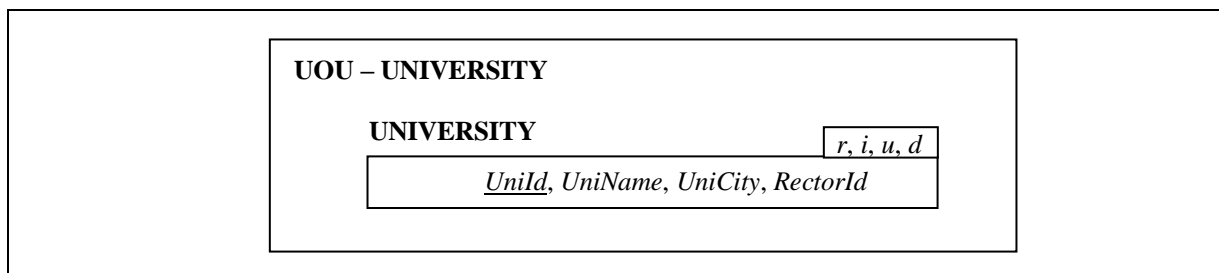 UOU – UNIVERSITY
UNIVERSITY
r, i, u, d
UniId, UniName, UniCity, RectorId